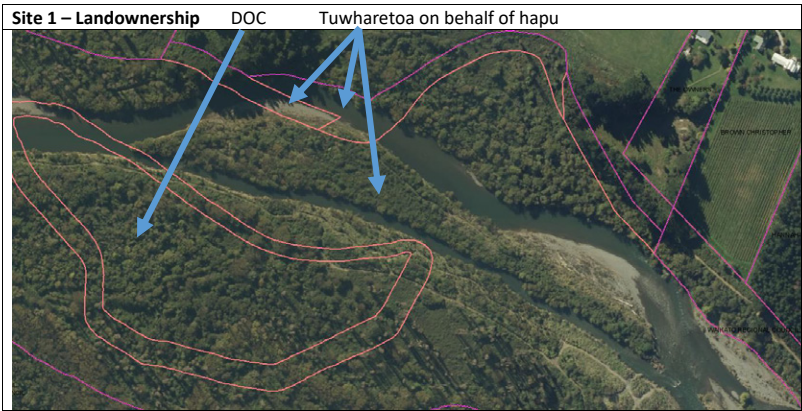 Site 1 – Landownership DOC Tuwharetoa on behalf of hapu
BROWN CHRISTOPHER